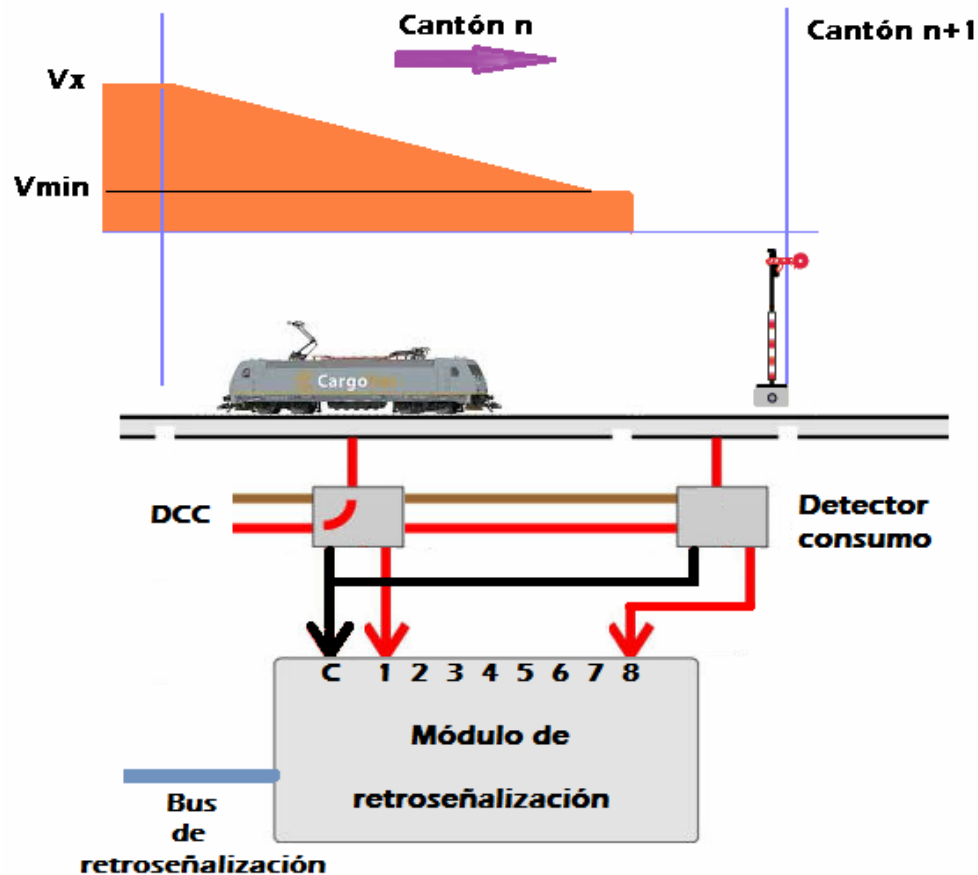 Cantón n
Cantón n+1
Vx
Vmin
Cargo
DCC
Detector
consumo
C 1 2 3 4 5 6 7 8
Módulo de
retroseñalización
Bus
de
retroseñalización